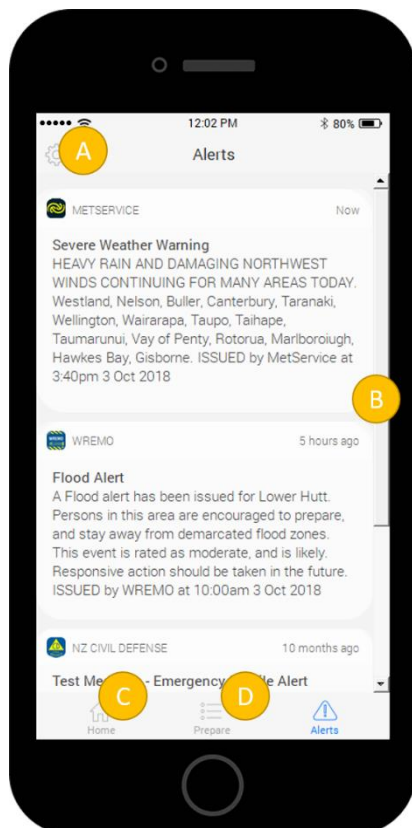 12:02 PM
80%
A
Alerts
METSERVICE
Now
Severe Weather Warning
HEAVY RAIN AND DAMAGING NORTHWEST
WINDS CONTINUING FOR MANY AREAS TODAY.
Westland, Nelson, Buller, Canterbury, Taranaki,
Wellington, Wairarapa, Taupo, Taihape,
Taumarunui, Vay of Penty, Rotorua, Marlboroiugh,
Hawkes Bay, Gisborne. ISSUED by MetService at
3:40pm 3 Oct 2018
B
WREMO
5 hours ago
Flood Alert
A Flood alert has been issued for Lower Hutt.
Persons in this area are encouraged to prepare,
and stay away from demarcated flood zones.
This event is rated as moderate, and is likely.
Responsive action should be taken in the future.
ISSUED by WREMO at 10:00am 3 Oct 2018
NZ CIVIL DEFENSE
10 months ago
Test - Emergency Alert
C
D
Home
Prepare
Alerts